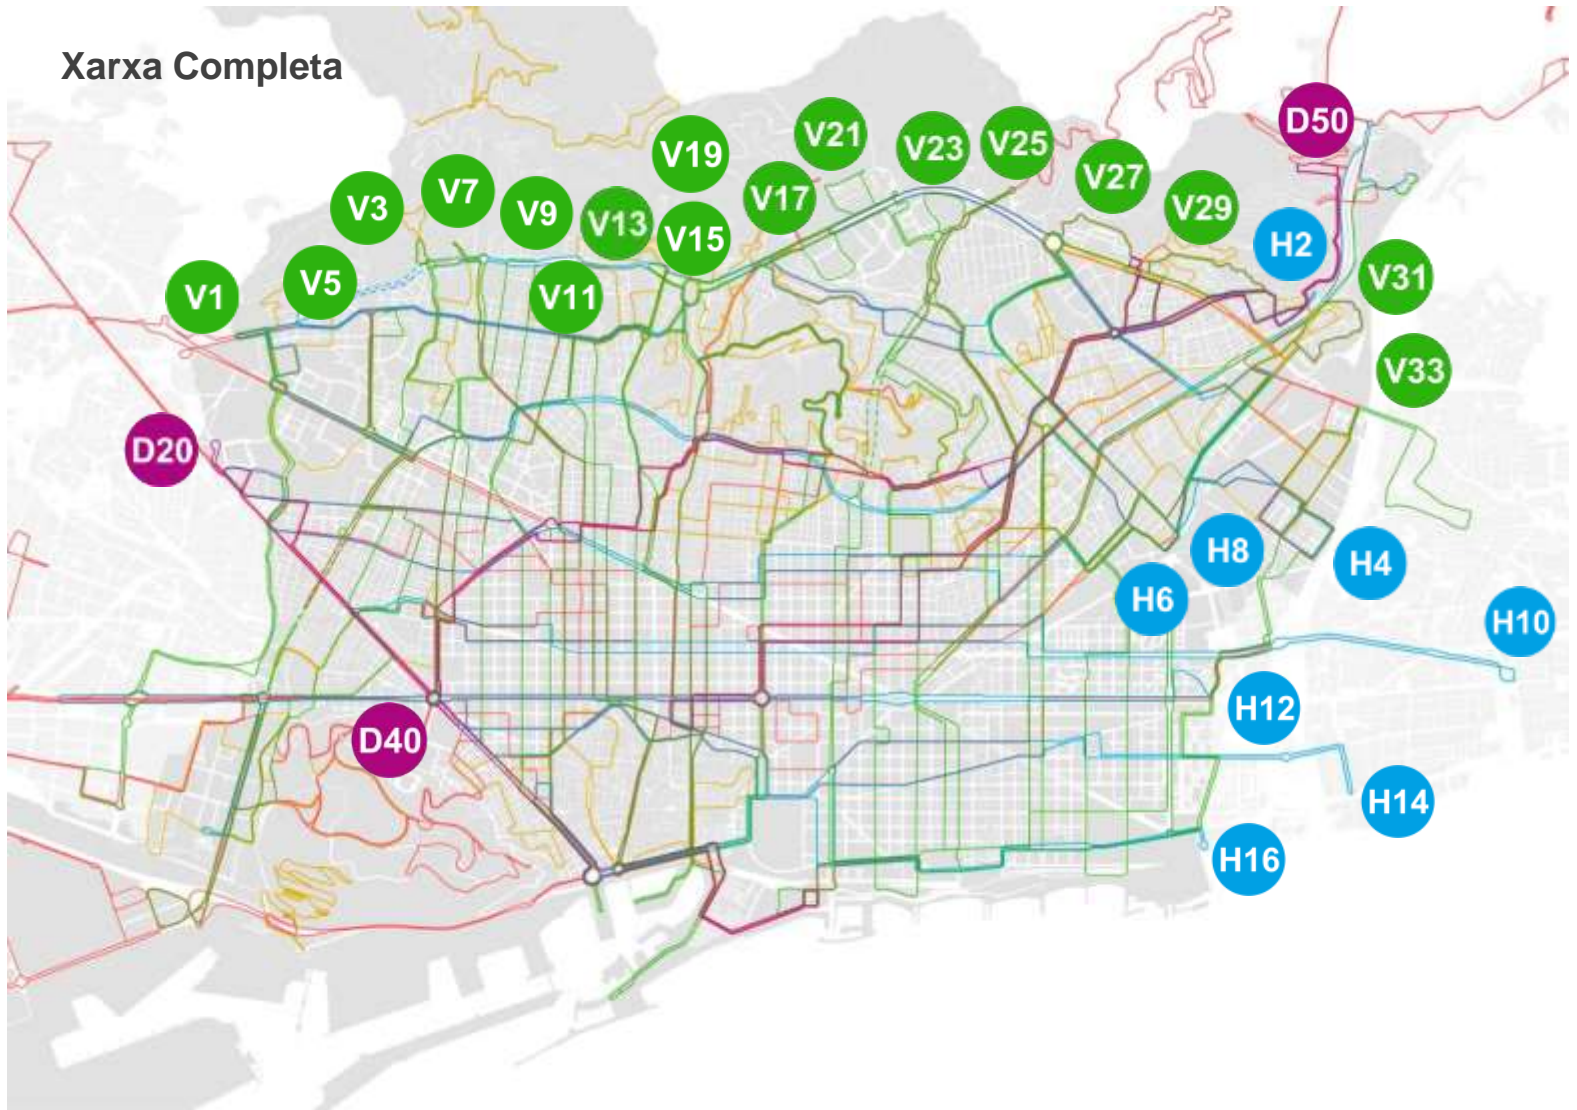 Xarxa Completa
D50
V21
V19
V23
V25
V27
V7
V3
V9
V13
V17
V29
V15
H2
V5
V11
V1
V31
V33
D20
H8
H4
H6
H10
H12
D40
H14
H16